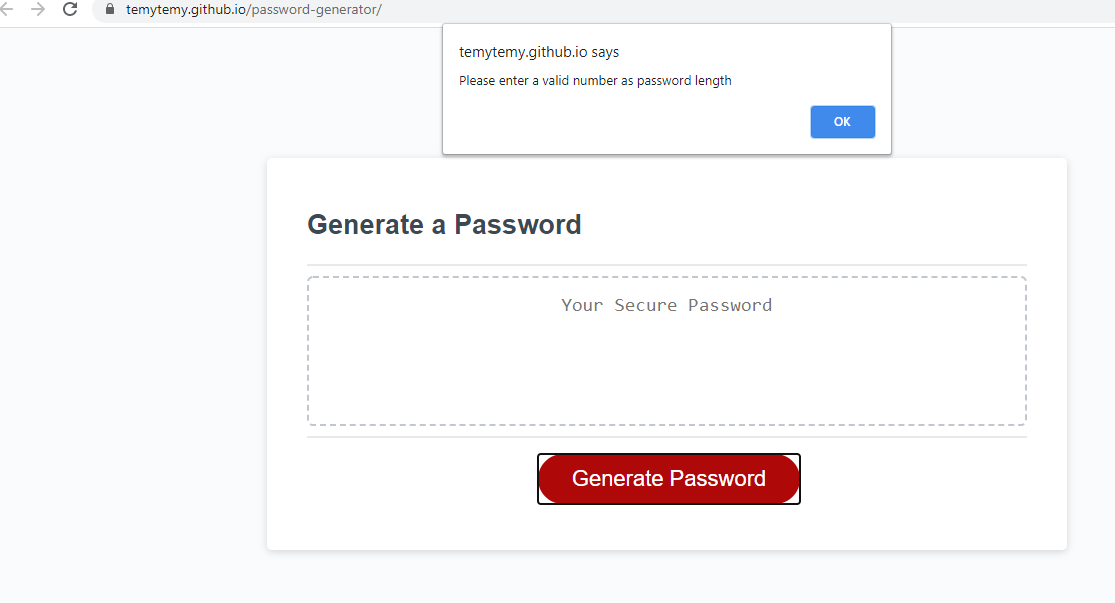 temytemy.github.io/password-generator/
temytemy.github.io says
Please enter a valid number as password length
OK
Generate a Password
Your Secure Password
Generate Password